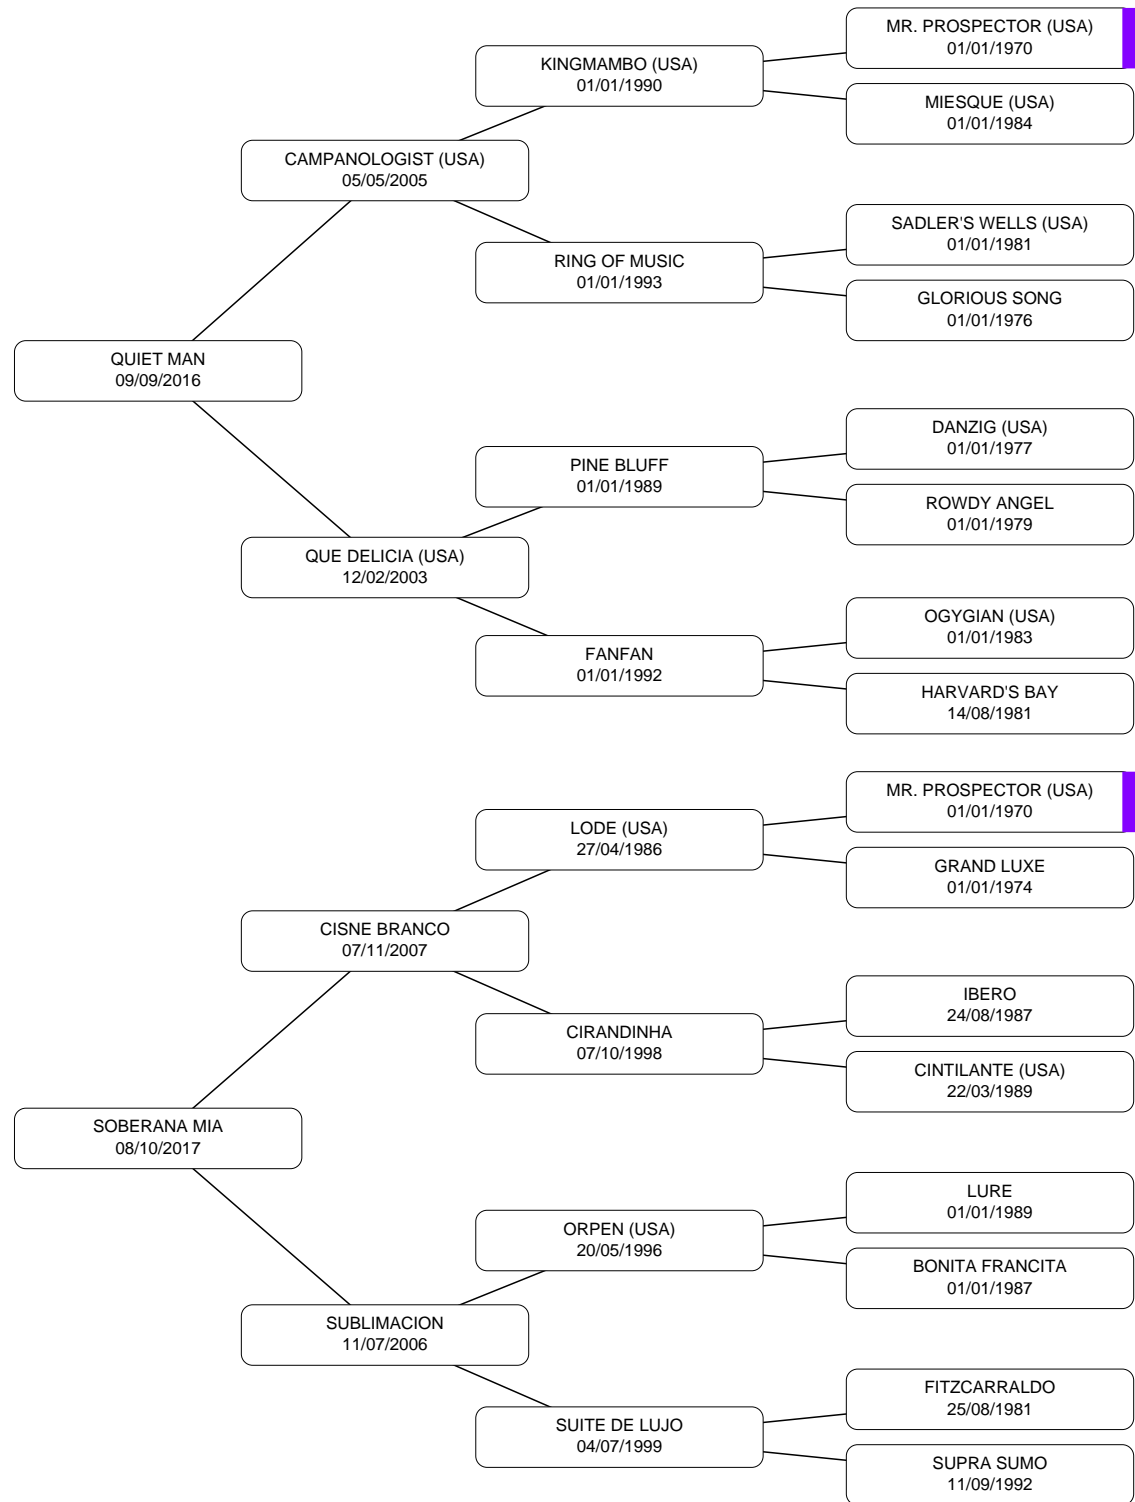 MR. PROSPECTOR (USA)
01/01/1970
KINGMAMBO (USA)
01/01/1990
MIESQUE (USA)
01/01/1984
CAMPANOLOGIST (USA)
05/05/2005
SADLER'S WELLS (USA)
01/01/1981
RING OF MUSIC
01/01/1993
GLORIOUS SONG
01/01/1976
QUIET MAN
09/09/2016
DANZIG (USA)
01/01/1977
PINE BLUFF
01/01/1989
ROWDY ANGEL
01/01/1979
QUE DELICIA (USA)
12/02/2003
OGYGIAN (USA)
01/01/1983
FANFAN
01/01/1992
HARVARD'S BAY
14/08/1981
MR. PROSPECTOR (USA)
01/01/1970
LODE (USA)
27/04/1986
GRAND LUXE
01/01/1974
CISNE BRANCO
07/11/2007
IBERO
24/08/1987
CIRANDINHA
07/10/1998
CINTILANTE (USA)
22/03/1989
SOBERANA MIA
08/10/2017
LURE
01/01/1989
ORPEN (USA)
20/05/1996
BONITA FRANCITA
01/01/1987
SUBLIMACION
11/07/2006
FITZCARRALDO
25/08/1981
SUITE DE LUJO
04/07/1999
SUPRA SUMO
11/09/1992